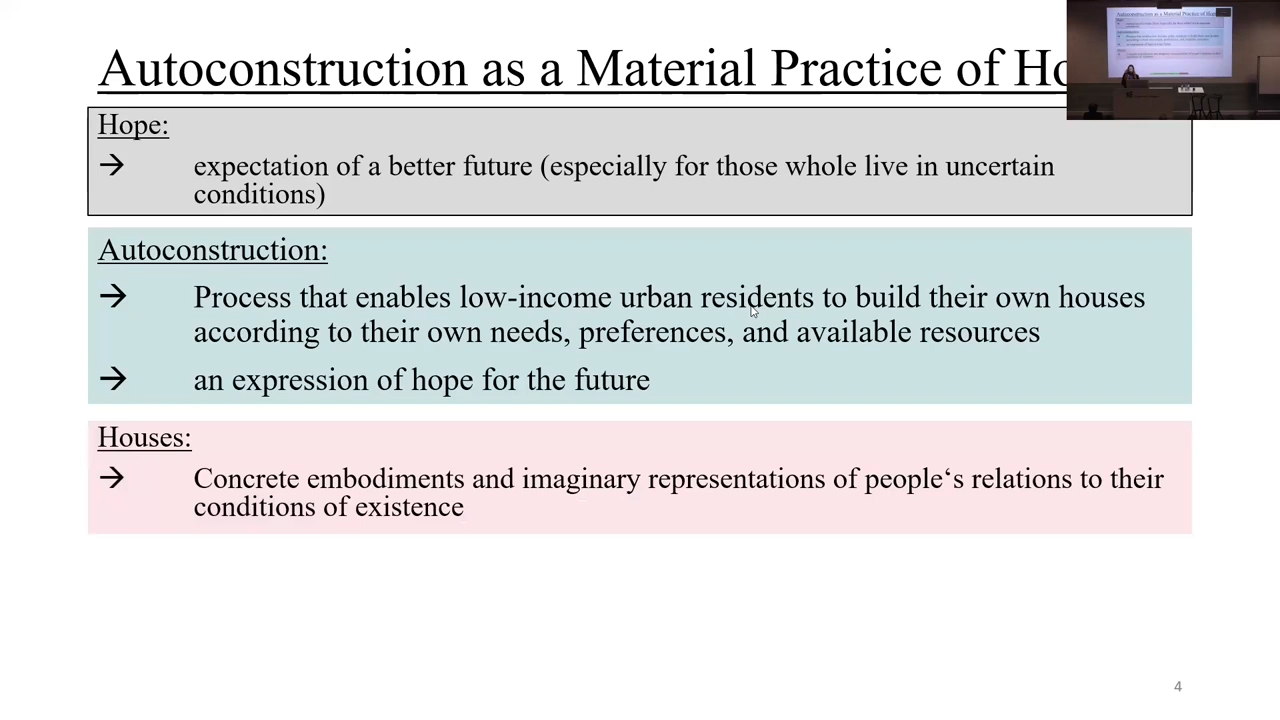 Autoconstruction as a Material Practice of Ho
Hope:
→ expectation of a better future (especially for those whole live in uncertain
conditions)
Autoconstruction:
→ Process that enables low-income urban residents to build their own houses
according to their own needs, preferences, and available resources
→ an expression of hope for the future
Houses:
→ Concrete embodiments and imaginary representations of people‘s relations to their
conditions of existence
4